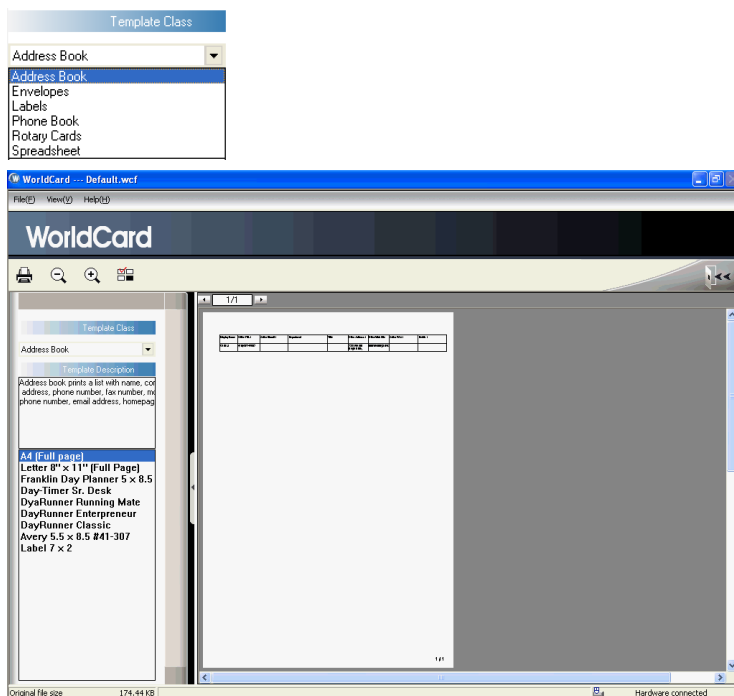 Template Class
Address Book
Address Book
Envelopes
Labels
Phone Book
Rotary Cards
Spreadsheet
WorldCard --- Default.wcf
File(F) View(V) Help(H)
WorldCard
1/1
Template Class
Address Book
Template Description
Address book prints a list with name, cor
address, phone number, fax number, mo
phone number, email address, homepag
A4 (Full page)
Letter 8" x 11" (Full Page)
Franklin Day Planner 5 x 8.5
Day-Timer Sr. Desk
DyaRunner Running Mate
DayRunner Enterpreneur
DayRunner Classic
Avery 5.5 x 8.5 #41-307
Label 7 x 2
1/1
Original file size 174.44 KB Hardware connected